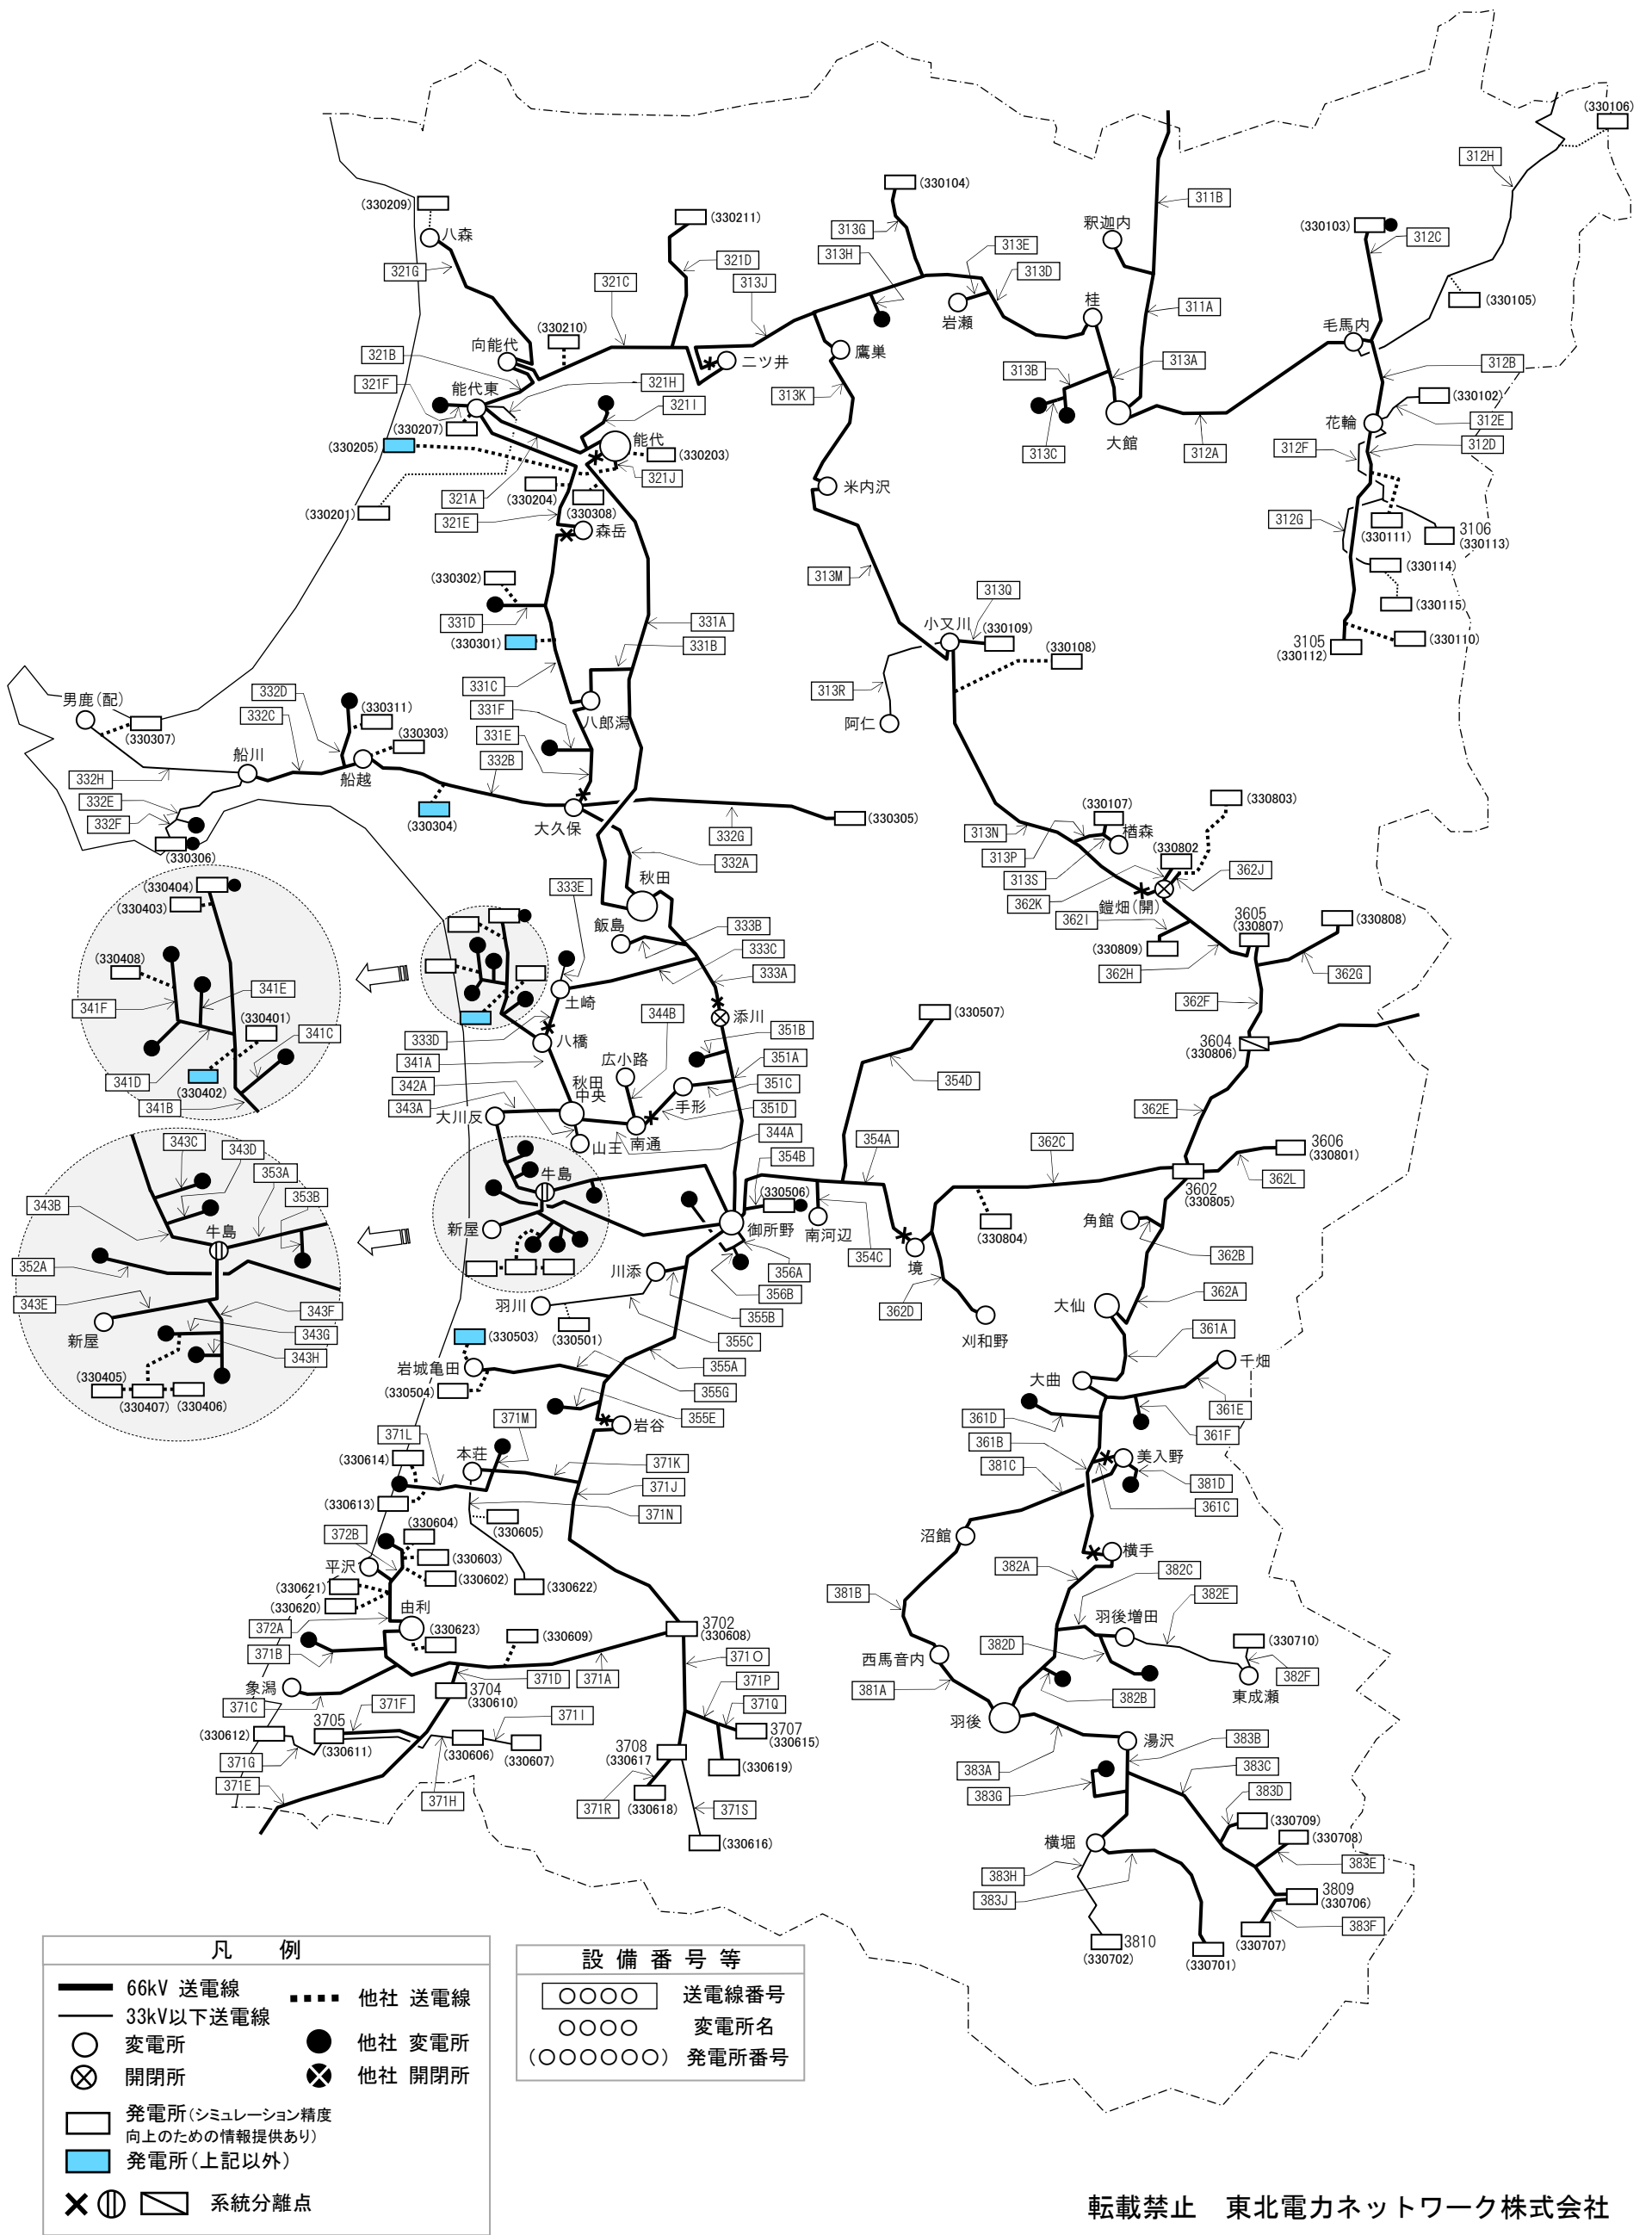 (330106)
312H
(330104)
311B
(330209)
八森
(330211)
313G
釈迦内
(330103)
312C
321G
321C
321D
313J
313H
313E
313D
(330105)
岩瀬
桂
311A
毛馬内
(330210)
向能代
321B
二ツ井
鷹巣
313A
312B
321F
能代東
321H
313B
313K
(330102)
321I
312E
(330207)
能代
大館
花輪
312D
(330205)
(330203)
313C
312A
312F
321J
321A
(330204)
(330308)
米内沢
(330201)
321E
森岳
312G
(330111)
3106
(330113)
(330302)
313M
(330114)
313Q
(330115)
331D
331A
小又川
(330109)
(330301)
331B
(330108)
3105
(330112)
(330110)
331C
313R
男鹿(配)
332D
(330311)
331F
八郎潟
阿仁
(330307)
332C
(330303)
331E
船川
船越
332B
332H
332E
(330304)
大久保
332G
(330305)
(330107)
(330803)
332F
313N
楢森
(330306)
332A
313P
(330802
362J
(330404)
333E
秋田
313S
362K
鎧畑(開)
(330403)
飯島
333B
362I
3605
(330807)
(330808)
(330408)
333C
(330809)
362H
362G
341F
341E
土崎
333A
362F
(330401)
341C
344B
添川
(330507)
3604
(330806)
333D
八橋
広小路
351B
341D
(330402)
341A
351A
354D
341B
342A
秋田
中央
351C
343A
大川反
手形
351D
362E
343C
343D
山王
南通
344A
354A
362C
3606
(330801)
353A
牛島
354B
362L
343B
353B
(330506)
3602
(330805)
牛島
新屋
御所野
南河辺
(330804)
角館
352A
354C
362B
川添
356A
境
343E
343F
羽川
356B
362D
大仙
362A
新屋
343G
(330503)
(330501)
355B
刈和野
343H
岩城亀田
355C
361A
355A
千畑
(330405)
(330407)
(330406)
(330504)
355G
大曲
371M
355E
361D
361E
371L
岩谷
361F
本荘
361B
(330614)
371K
381C
美入野
371J
381D
(330613)
371N
361C
(330604)
372B
(330605)
沼館
(330603)
横手
平沢
(330602)
382A
382C
(330621)
(330622)
381B
382E
(330620)
由利
羽後増田
372A
(330623)
(330609)
3702
(330608)
382D
(330710)
371B
371O
西馬音内
371D
371A
371P
382F
象潟
371F
3704
(330610)
381A
382B
東成瀬
371C
371Q
3705
371I
羽後
(330612)
3707
(330615)
湯沢
(330611)
(330606)
(330607)
3708
(330617
383B
371G
(330619)
383A
383C
371E
371H
383G
383D
371R
(330618)
371S
(330709)
(330616)
横堀
(330708)
383H
383E
383J
3809
(330706)
3810
(330707)
383F
(330702)
(330701)
凡 例
66kV 送電線
他社 送電線
33kV以下送電線
変電所
他社 変電所
開閉所
他社 開閉所
発電所(シミュレーション精度
向上のための情報提供あり)
発電所(上記以外)
系統分離点
設備番号等
○○○○ 送電線番号
○○○○ 変電所名
(○○○○○○) 発電所番号
転載禁止 東北電力ネットワーク株式会社